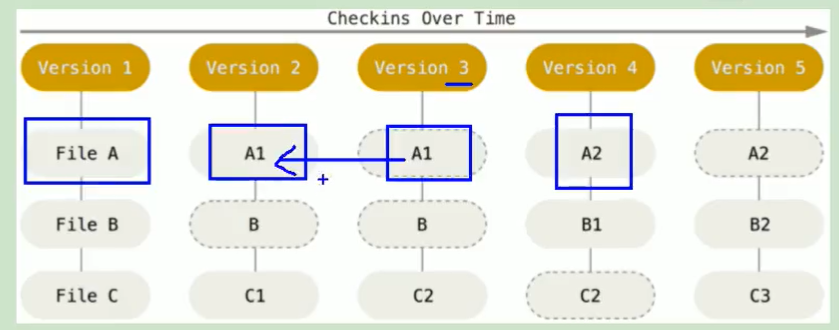 Checkins Over Time
Version 1 Version 2 Version 3 Version 4 Version 5
File A A1 A1 A2 A2
File B B B B1 B2
File C C1 C2 C2 C3